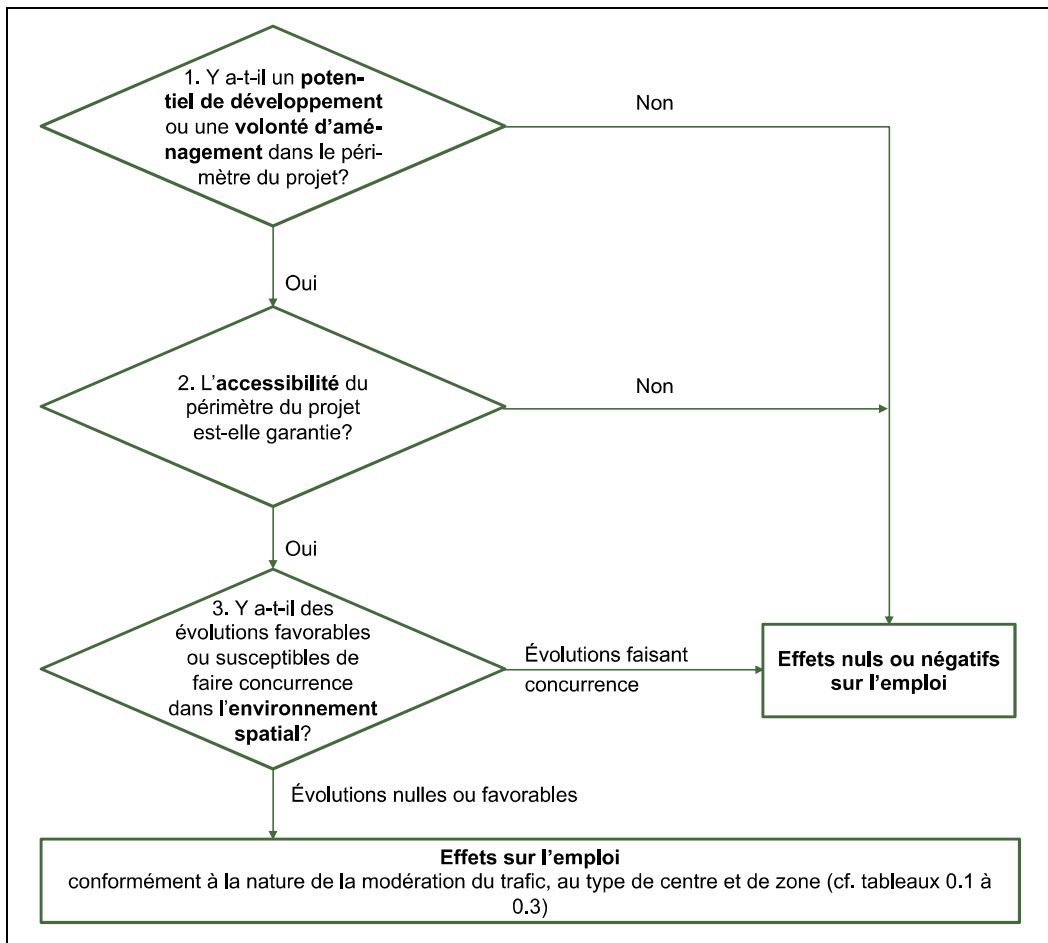 1. Y a-t-il un poten-
tiel de développement
ou une volonté d'amé-
nagement dans le péri-
mètre du projet?
Non
Oui
2. L'accessibilité du
périmètre du projet
est-elle garantie?
Non
Oui
3. Y a-t-il des
évolutions favorables
ou susceptibles de
faire concurrence
dans l'environnement
spatial?
Évolutions faisant
concurrence
Effets nuls ou négatifs
sur l'emploi
Évolutions nulles ou favorables
Effets sur l'emploi
conformément à la nature de la modération du trafic, au type de centre et de zone (cf. tableaux 0.1 à
0.3)